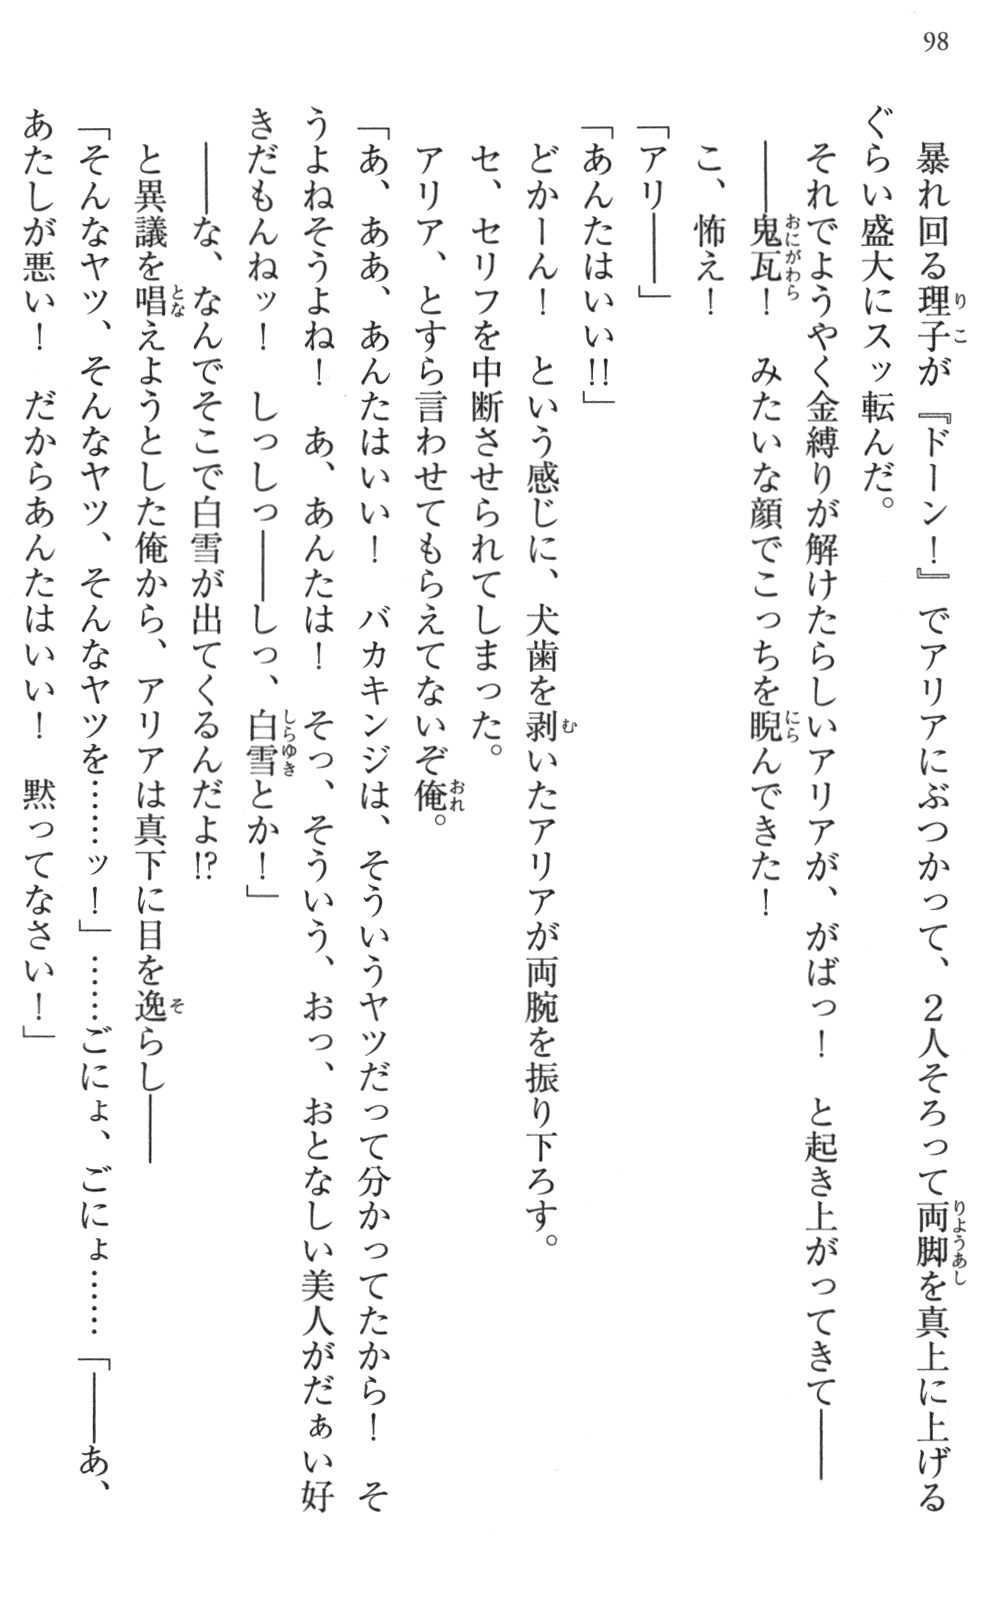 98
暴れ回る理子が『ドーン！』でアリアにぶつかって、２人そろって両脚を真上に上げる
ぐらい盛大にスッ転んだ。
それでようやく金縛りが解けたらしいアリアが、がばっ！　と起き上がってきて――
――鬼瓦！　みたいな顔でこっちを睨んできた！
こ、怖え！
「アリ――」
「あんたはいい!!」
どかーん！　という感じに、犬歯を剥いたアリアが両腕を振り下ろす。
セ、セリフを中断させられてしまった。
アリア、とすら言わせてもらえてないぞ俺。
「あ、ああ、あんたはいい！　バカキンジは、そういうヤツだって分かってたから！　そ
うよねそうよね！　あ、あんたは！　そっ、そういう、おっ、おとなしい美人がだぁい好
きだもんねッ！　しっしっ――しっ、白雪とか！」
――な、なんでそこで白雪が出てくるんだよ!?
と異議を唱えようとした俺から、アリアは真下に目を逸らし――
「そんなヤツ、そんなヤツ、そんなヤツを……ッ！」……ごにょ、ごにょ……「――あ、
あたしが悪い！　だからあんたはいい！　黙ってなさい！」